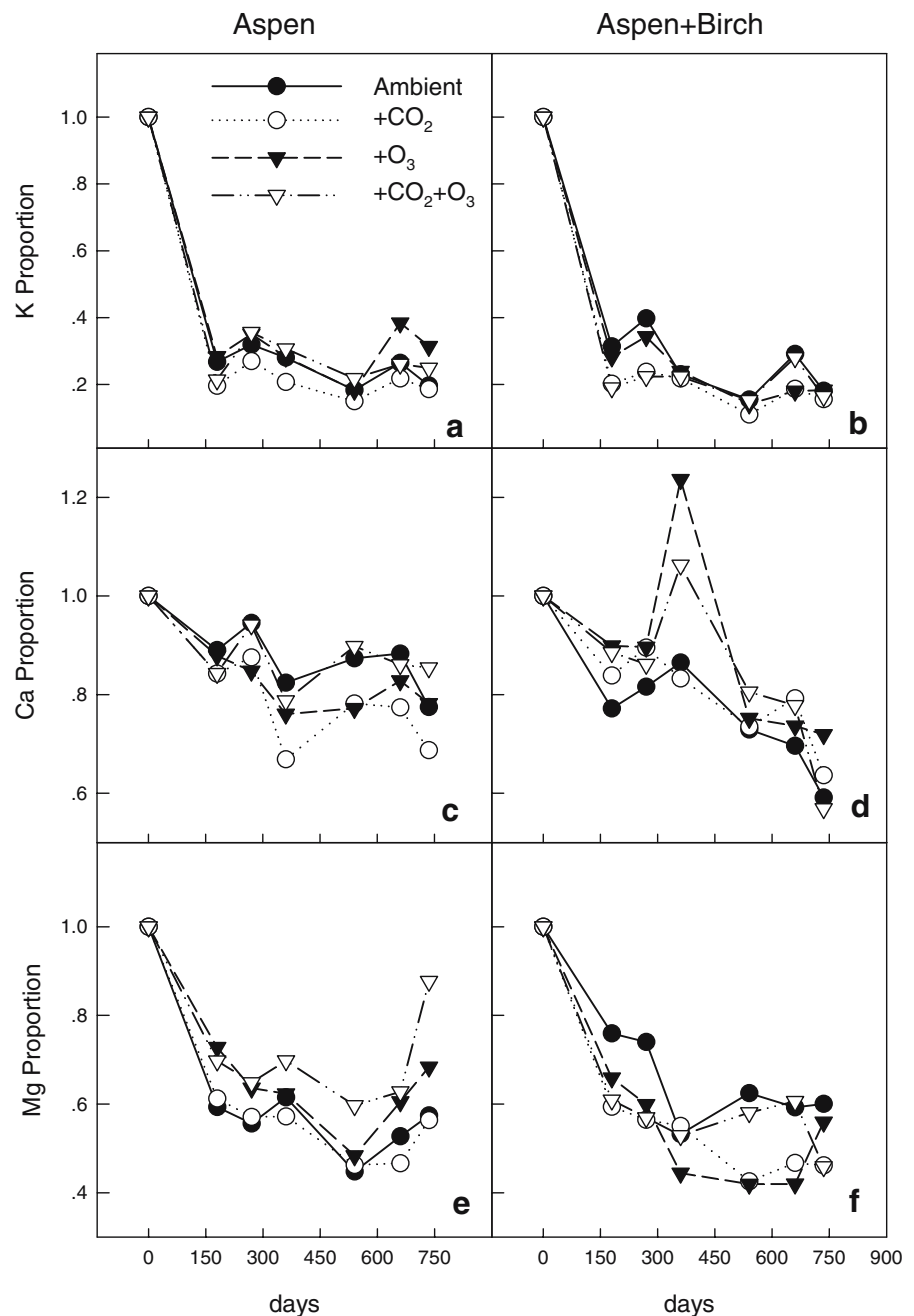 Aspen
Aspen+Birch
Ambient
+CO2
+O3
+CO2+O3
K Proportion
1.0
.8
.6
.4
.2
a
b
Ca Proportion
1.2
1.0
.8
.6
c
d
Mg Proportion
1.0
.8
.6
.4
e
f
0 150 300 450 600 750
0 150 300 450 600 750 900
days
days